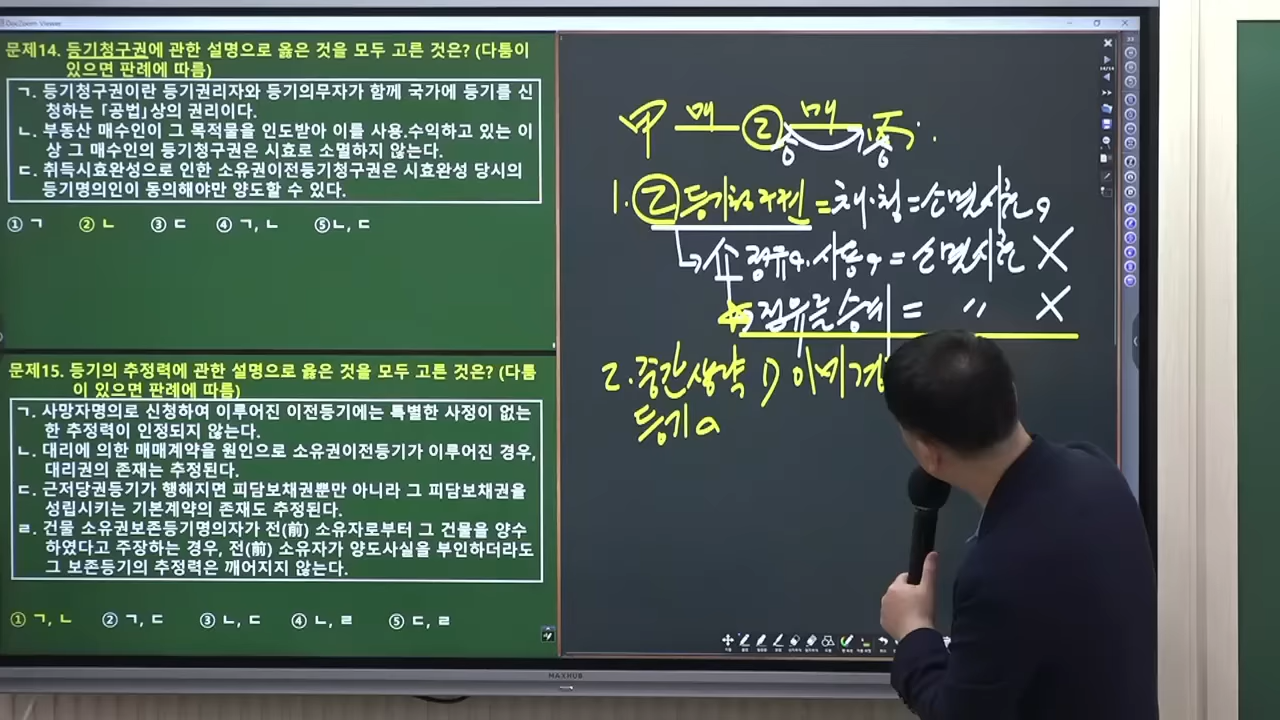 DocZoom Viewer
문제14. 등기청구권에 관한 설명으로 옳은 것을 모두 고른 것은? (다툼이
있으면 판례에 따름)
ㄱ. 등기청구권이란 등기권리자와 등기의무자가 함께 국가에 등기를 신
청하는 「공법」상의 권리이다.
ㄴ. 부동산 매수인이 그 목적물을 인도받아 이를 사용.수익하고 있는 이
상 그 매수인의 등기청구권은 시효로 소멸하지 않는다.
ㄷ. 취득시효완성으로 인한 소유권이전등기청구권은 시효완성 당시의
등기명의인이 동의해야만 양도할 수 있다.
① ㄱ ② ㄴ ③ ㄷ ④ ㄱ, ㄴ ⑤ㄴ, ㄷ
문제15. 등기의 추정력에 관한 설명으로 옳은 것을 모두 고른 것은? (다툼
이 있으면 판례에 따름)
ㄱ. 사망자명의로 신청하여 이루어진 이전등기에는 특별한 사정이 없는
한 추정력이 인정되지 않는다.
ㄴ. 대리에 의한 매매계약을 원인으로 소유권이전등기가 이루어진 경우,
대리권의 존재는 추정된다.
ㄷ. 근저당권등기가 행해지면 피담보채권뿐만 아니라 그 피담보채권을
성립시키는 기본계약의 존재도 추정된다.
ㄹ. 건물 소유권보존등기명의자가 전(前) 소유자로부터 그 건물을 양수
하였다고 주장하는 경우, 전(前) 소유자가 양도사실을 부인하더라도
그 보존등기의 추정력은 깨어지지 않는다.
① ㄱ, ㄴ ② ㄱ, ㄷ ③ ㄴ, ㄷ ④ ㄴ, ㄹ ⑤ ㄷ, ㄹ
甲 매 乙 매
1. 乙 등기청구권 = 채.청 = 소멸시효 o
점유o. 사용o = 소멸시효 X
점유를 승계 = 〃 X
2. 중간생략 1)
등기 o
MAXHUB